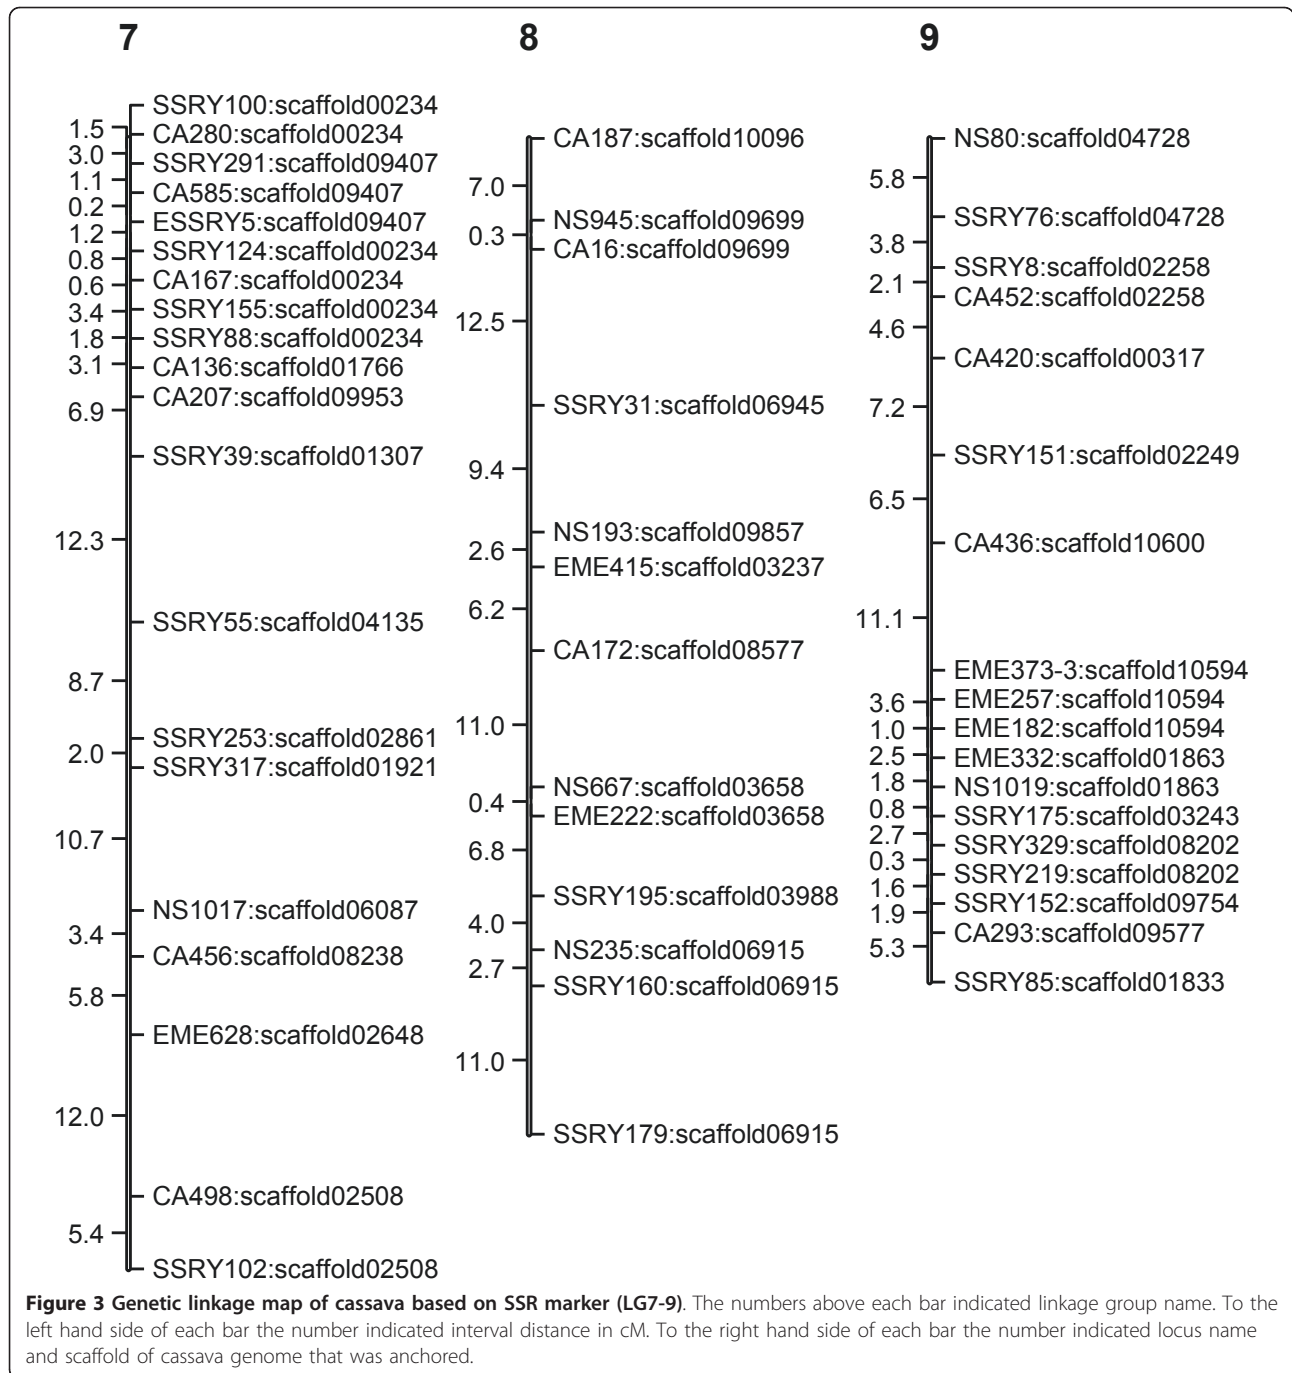 7 8 9
SSRY100:scaffold00234
1.5
CA280:scaffold00234
3.0
SSRY291:scaffold09407
1.1
CA585:scaffold09407
0.2
ESSRY5:scaffold09407
1.2
SSRY124:scaffold00234
0.8
CA167:scaffold00234
0.6
SSRY155:scaffold00234
3.4
SSRY88:scaffold00234
1.8
CA136:scaffold01766
3.1
CA207:scaffold09953
6.9
SSRY39:scaffold01307
12.3
SSRY55:scaffold04135
8.7
SSRY253:scaffold02861
2.0
SSRY317:scaffold01921
10.7
NS1017:scaffold06087
3.4
CA456:scaffold08238
5.8
EME628:scaffold02648
12.0
CA498:scaffold02508
5.4
SSRY102:scaffold02508
CA187:scaffold10096
7.0
NS945:scaffold09699
0.3
CA16:scaffold09699
12.5
SSRY31:scaffold06945
9.4
NS193:scaffold09857
2.6
EME415:scaffold03237
6.2
CA172:scaffold08577
11.0
NS667:scaffold03658
0.4
EME222:scaffold03658
6.8
SSRY195:scaffold03988
4.0
NS235:scaffold06915
2.7
SSRY160:scaffold06915
11.0
SSRY179:scaffold06915
NS80:scaffold04728
5.8
SSRY76:scaffold04728
3.8
SSRY8:scaffold02258
2.1
CA452:scaffold02258
4.6
CA420:scaffold00317
7.2
SSRY151:scaffold02249
6.5
CA436:scaffold10600
11.1
EME373-3:scaffold10594
3.6
EME257:scaffold10594
1.0
EME182:scaffold10594
2.5
EME332:scaffold01863
1.8
NS1019:scaffold01863
0.8
SSRY175:scaffold03243
2.7
SSRY329:scaffold08202
0.3
SSRY219:scaffold08202
1.6
SSRY152:scaffold09754
1.9
CA293:scaffold09577
5.3
SSRY85:scaffold01833
Figure 3 Genetic linkage map of cassava based on SSR marker (LG7-9). The numbers above each bar indicated linkage group name. To the
left hand side of each bar the number indicated interval distance in cM. To the right hand side of each bar the number indicated locus name
and scaffold of cassava genome that was anchored.